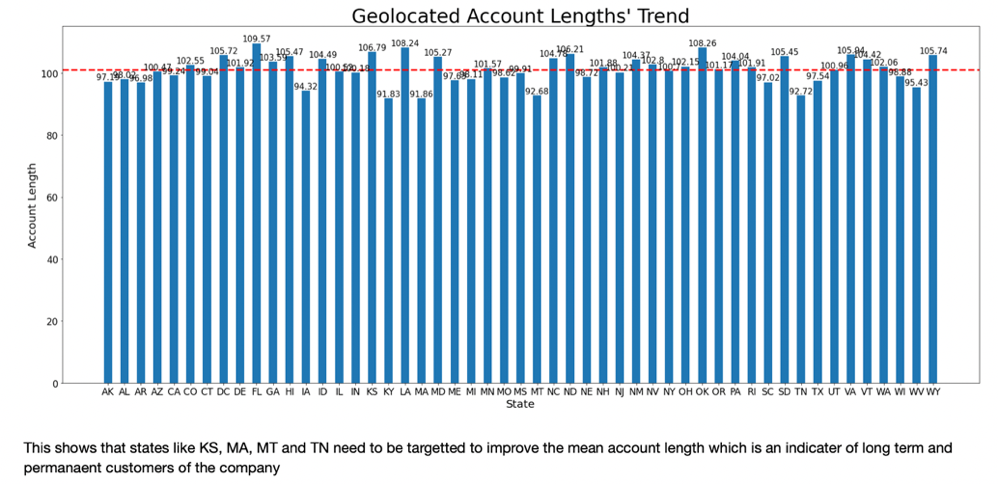 Geolocated Account Lengths' Trend
97.19 98.02 96.98 100.47 99.24 102.55 99.04 105.72 101.92 109.57 103.59 105.47 94.32 104.49 100.18 106.79 91.83 108.24 91.86 105.27 97.69 98.11 101.57 98.62 99.91 92.68 104.78 106.21 98.72 101.88 100.21 104.37 102.8 102.15 108.26 101.17 104.04 101.91 97.02 105.45 92.72 97.54 100.96 105.94 104.42 102.06 98.88 95.43 105.74
100
80
60
40
20
0
Account Length
AK AL AR AZ CA CO CT DC DE FL GA HI IA ID IL IN KS KY LA MA MD ME MI MN MO MS MT NC ND NE NH NJ NM NV NY OH OK OR PA RI SC SD TN TX UT VA VT WA WI WV WY
State
This shows that states like KS, MA, MT and TN need to be targetted to improve the mean account length which is an indicater of long term and
permanaent customers of the company